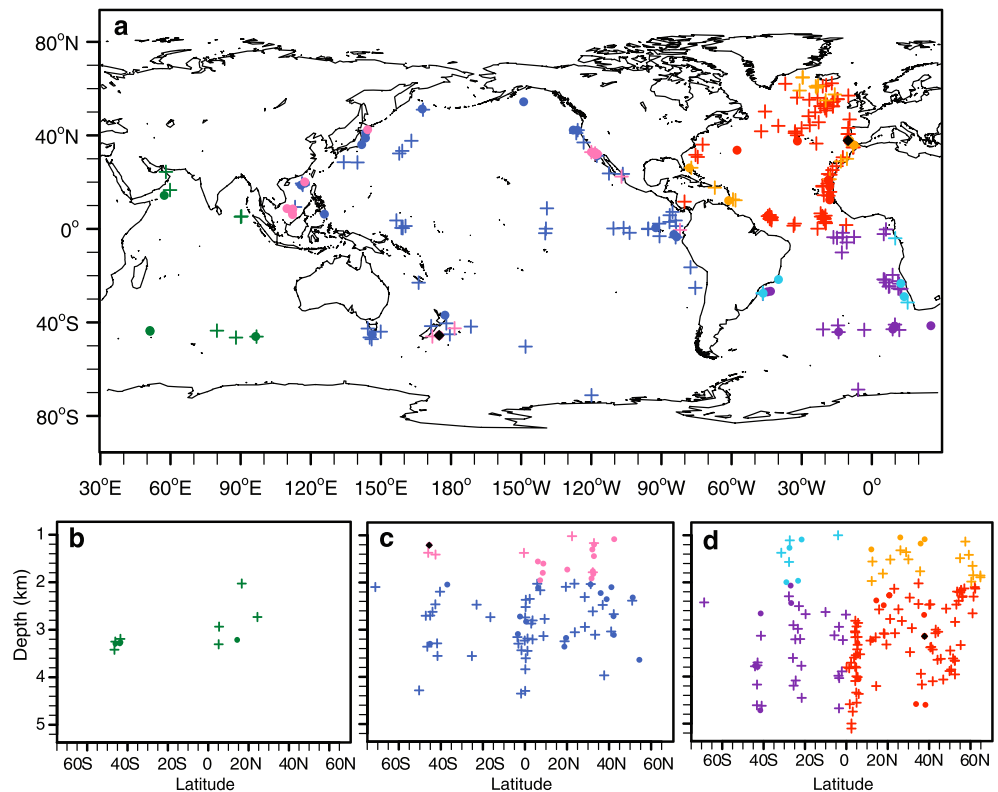 a
80°N
40°N
0°
40°S
80°S
30°E 60°E 90°E 120°E 150°E 180° 150°W 120°W 90°W 60°W 30°W 0°
b c d
Depth (km)
1
2
3
4
5
60S 40S 20S 0 20N 40N 60N
60S 40S 20S 0 20N 40N 60N
60S 40S 20S 0 20N 40N 60N
Latitude Latitude Latitude